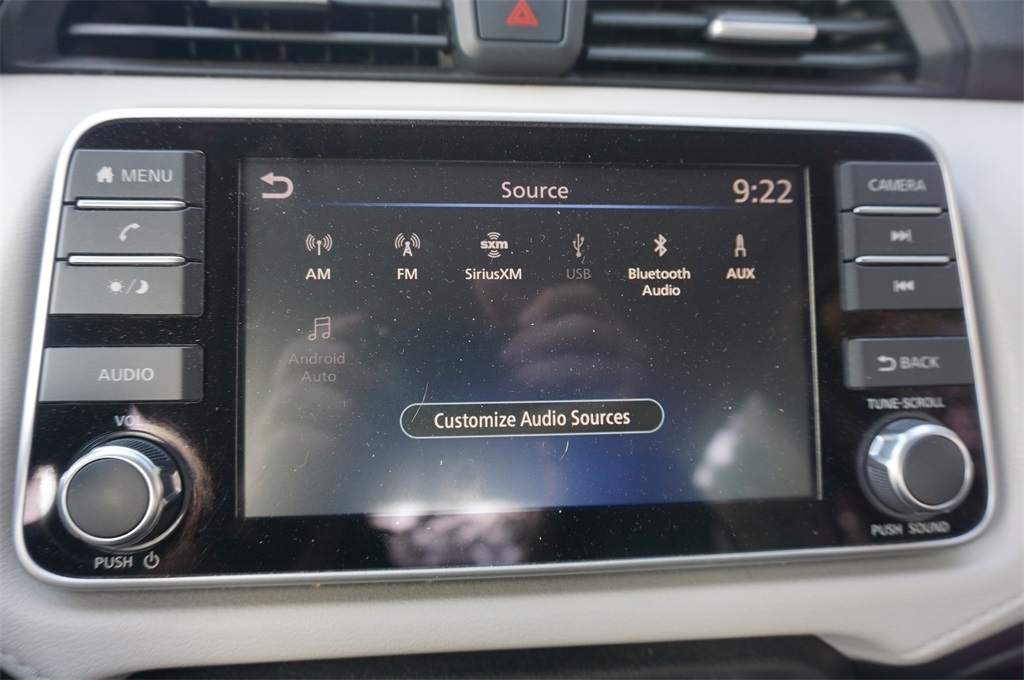 MENU
AUDIO
VOL
PUSH
Source
9:22
AM
FM
sxm
SiriusXM
USB
Bluetooth
Audio
AUX
Android
Auto
Customize Audio Sources
CAMERA
BACK
TUNE-SCROLL
PUSH SOUND